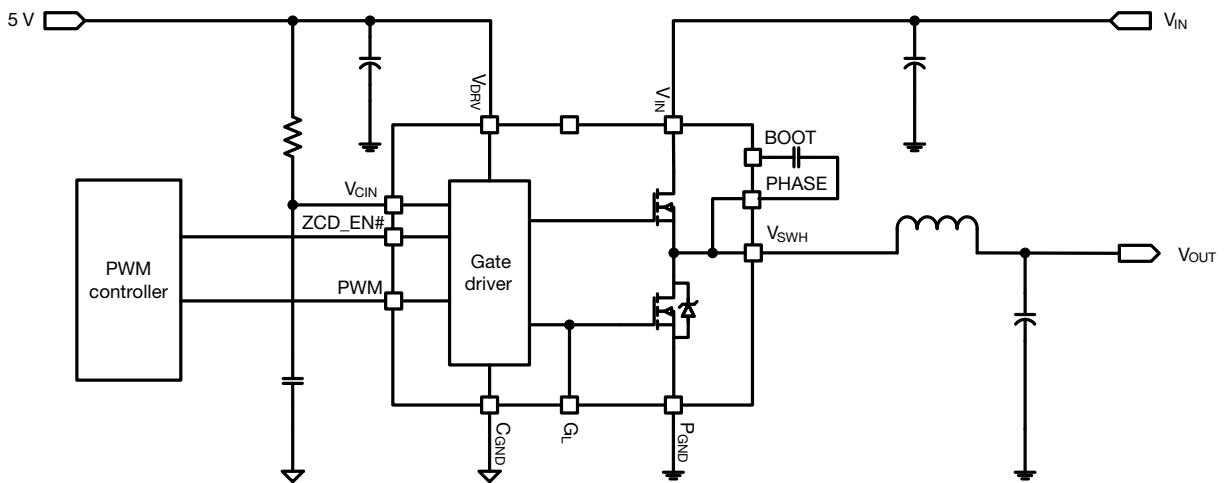 5 V
VIN
VDRV
VIN
BOOT
PHASE
VCIN
ZCD_EN#
VSWH
PWM
controller
Gate
driver
VOUT
PWM
CGND
GL
PGND